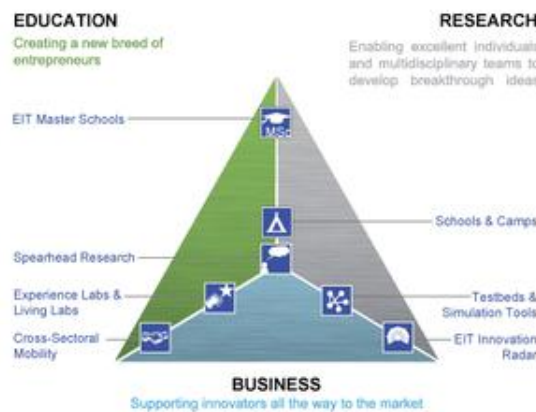 EDUCATION
Creating a new breed of
entrepreneurs
RESEARCH
Enabling excellent individuals
and multidisciplinary teams to
develop breakthrough ideas
EIT Master Schools
MSc
Schools & Camps
Spearhead Research
Experience Labs &
Living Labs
Testbeds &
Simulation Tools
Cross-Sectoral
Mobility
EIT Innovation
Radar
BUSINESS
Supporting innovators all the way to the market